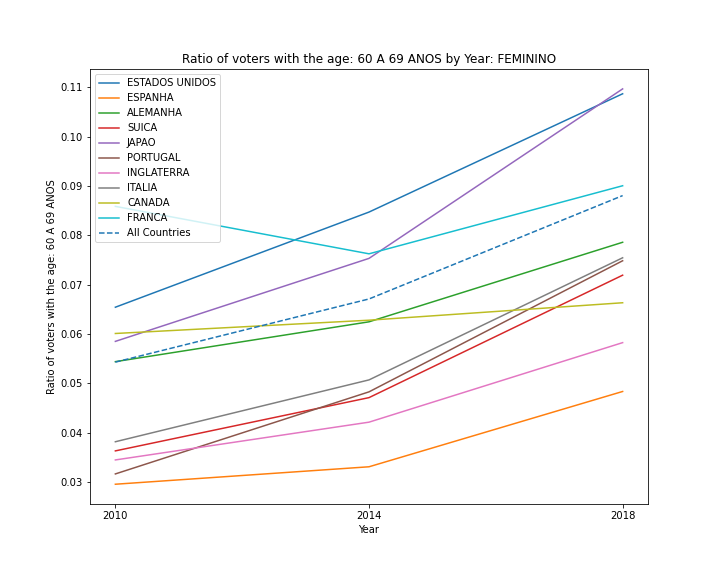 Ratio of voters with the age: 60 A 69 ANOS by Year: FEMININO
ESTADOS UNIDOS
ESPANHA
ALEMANHA
SUICA
JAPAO
PORTUGAL
INGLATERRA
ITALIA
CANADA
FRANCA
All Countries
Ratio of voters with the age: 60 A 69 ANOS
0.11
0.10
0.09
0.08
0.07
0.06
0.05
0.04
0.03
2010 2014 2018
Year